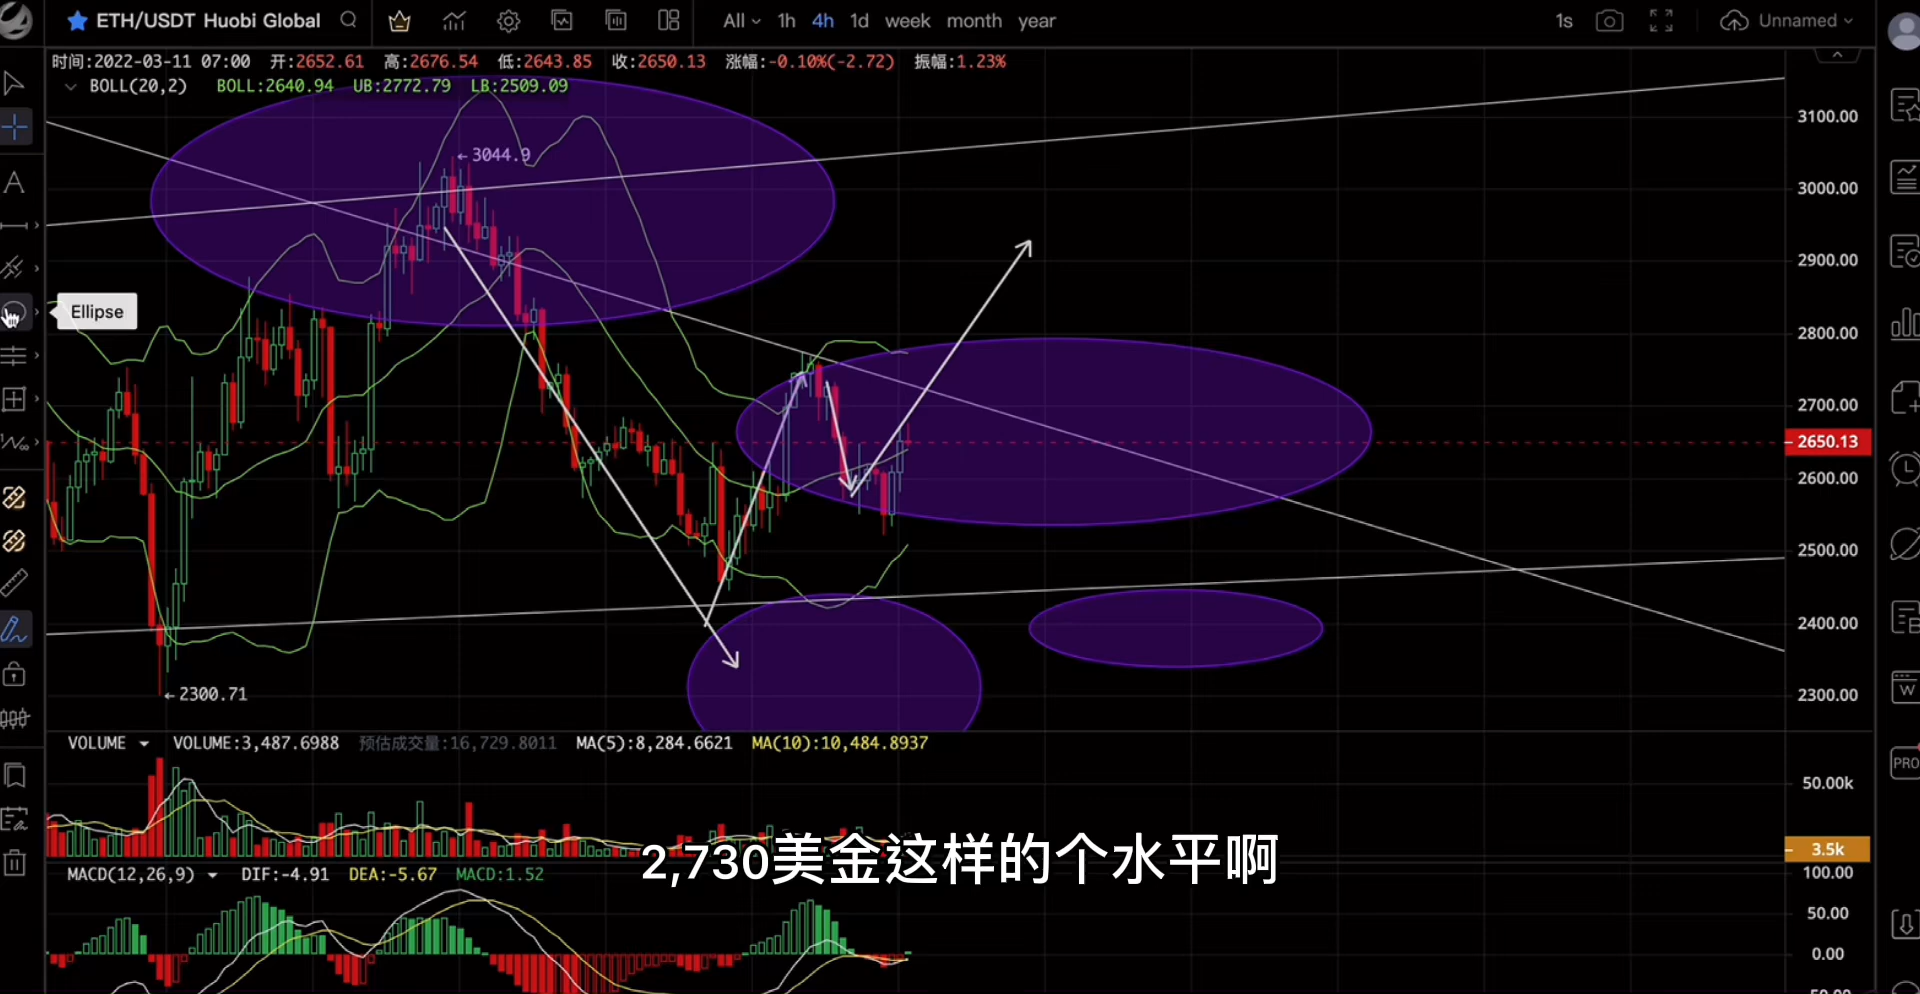 ETH/USDT Huobi Global
All 1h 4h 1d week month year
1s
Unnamed
时间:2022-03-11 07:00 开:2652.61 高:2676.54 低:2643.85 收:2650.13 涨幅:-0.10%(-2.72) 振幅:1.23%
BOLL(20,2) BOLL:2640.94 UB:2772.79 LB:2509.09
3100.00
←3044.9
3000.00
2900.00
Ellipse
2800.00
2700.00
2650.13
2600.00
2500.00
2400.00
←2300.71
2300.00
VOLUME VOLUME:3,487.6988 预估成交量:16,729.8011 MA(5):8,284.6621 MA(10):10,484.8937
PRO
50.00k
3.5k
2,730美金这样的个水平啊
MACD(12,26,9) DIF:-4.91 DEA:-5.67 MACD:1.52
100.00
50.00
0.00